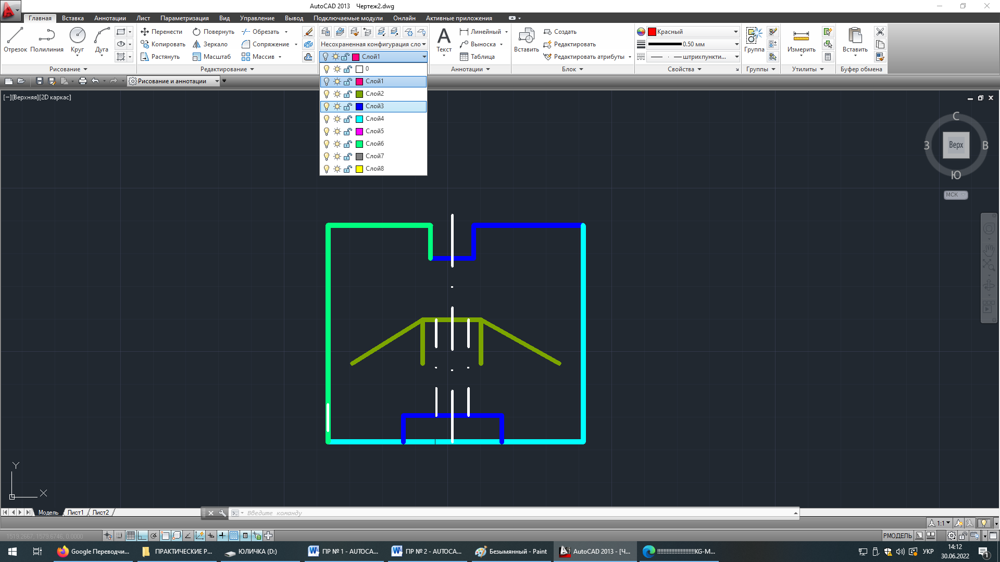 AutoCAD 2013 Чертеж2.dwg
Главная Вставка Аннотации Лист Параметризация Вид Управление Вывод Подключаемые модули Онлайн Активные приложения
Отрезок Полилиния Круг Дуга
Рисование
Перенести Повернуть Обрезать
Копировать Зеркало Сопряжение
Растянуть Масштаб Массив
Редактирование
Несохраненная конфигурация сло
Слой1
0
Слой1
Слой2
Слой3
Слой4
Слой5
Слой6
Слой7
Слой8
A
Текст
Линейный
Выноска
Таблица
Аннотации
Вставить
Создать
Редактировать
Редактировать атрибуты
Блок
Красный
0.50 мм
штрихпункти...
Свойства
Группа
Группы
Измерить
Утилиты
Вставить
Буфер обмена
Рисование и аннотации
[−][Верхняя][2D каркас]
С
З Верх В
Ю
МСК
Y
X
Модель Лист1 Лист2
Введите команду
1:1
1519.2667, 1579.6746, 0.0000
РМОДЕЛЬ
Google Переводчи...
ПРАКТИЧЕСКИЕ Р...
ЮЛИЧКА (D:)
ПР № 1 - AUTOCA...
ПР № 2 - AUTOCA...
Безымянный - Paint
AutoCAD 2013 - [Ч...
!!!!!!!!!!!!!!!!!!!!!!!!!KG-M...
УКР
14:12
30.06.2022
1